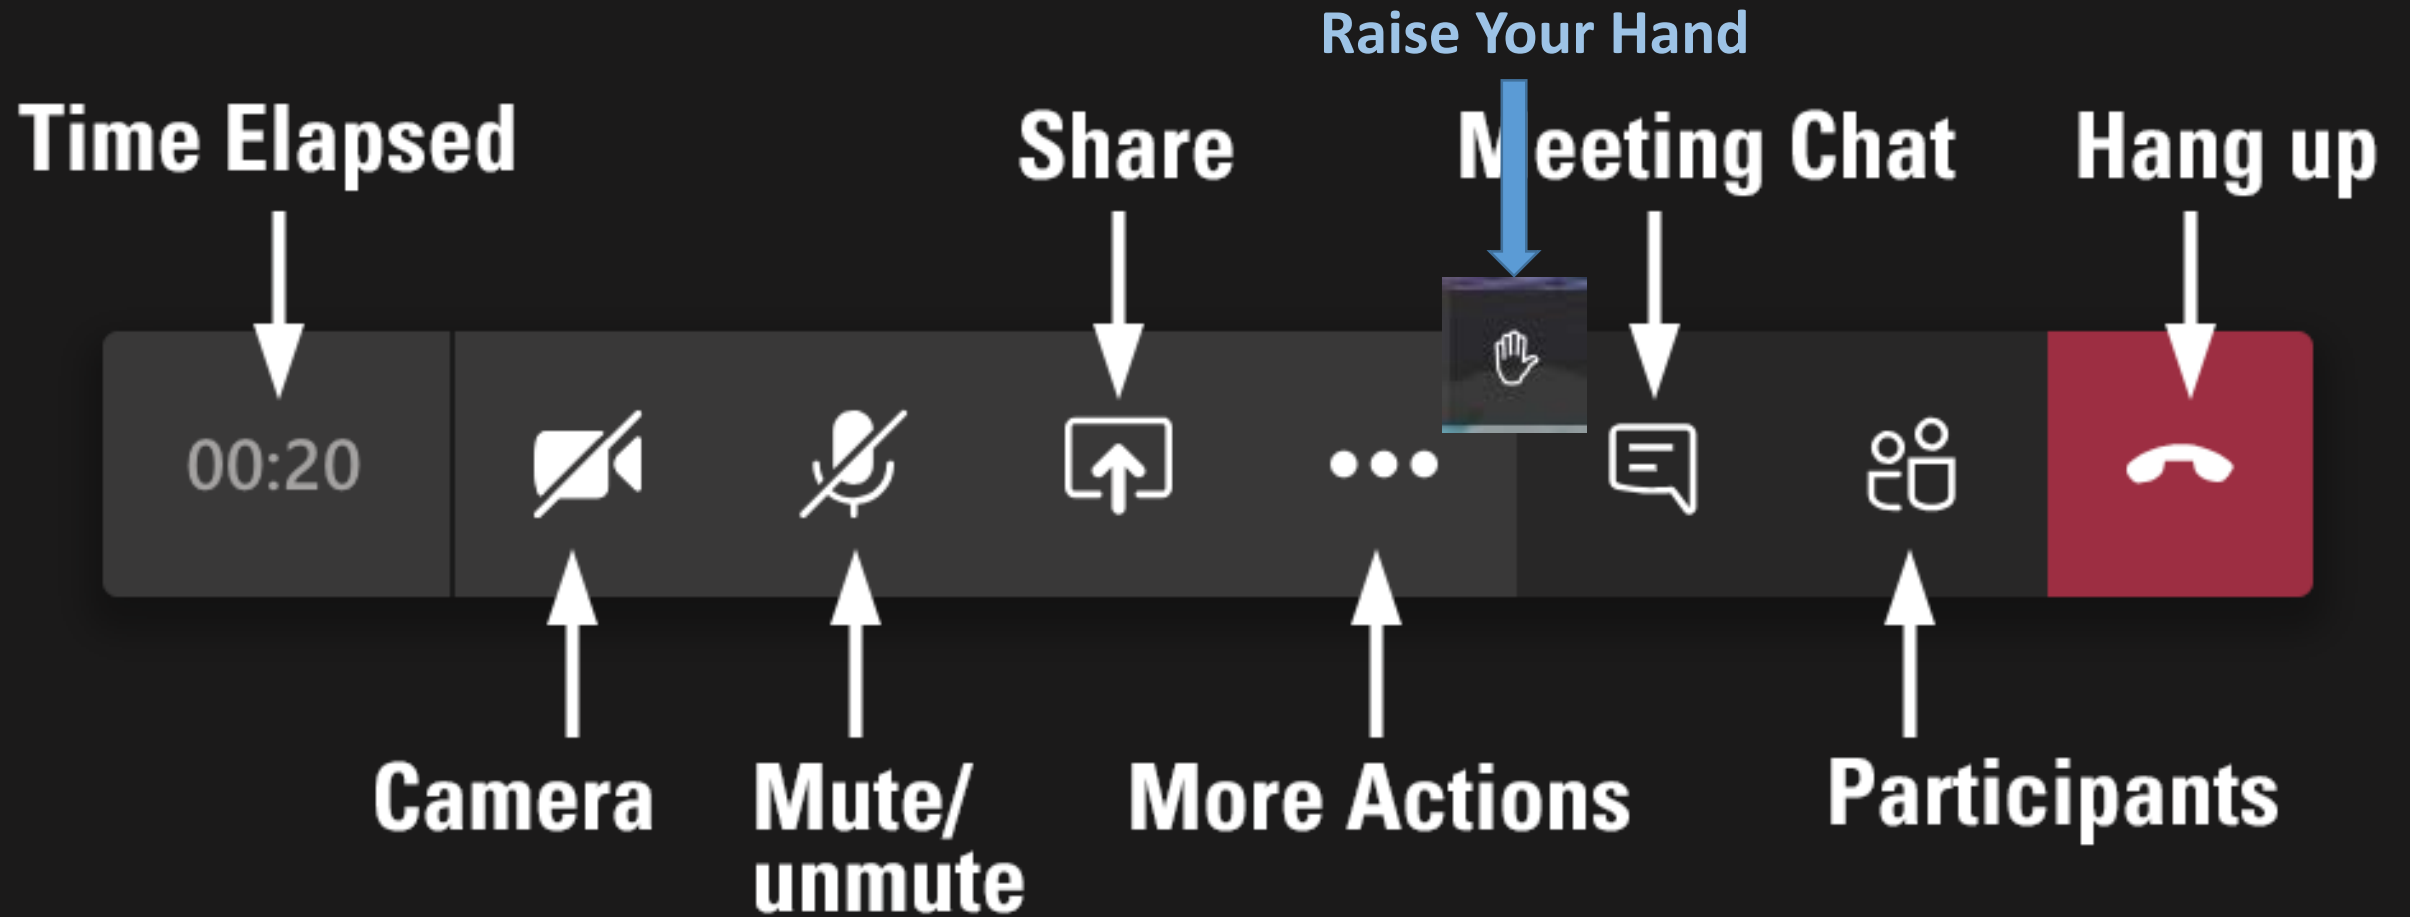 Raise Your Hand
Time Elapsed
Share
Meeting Chat
Hang up
00:20
Camera
Mute/
unmute
More Actions
Participants